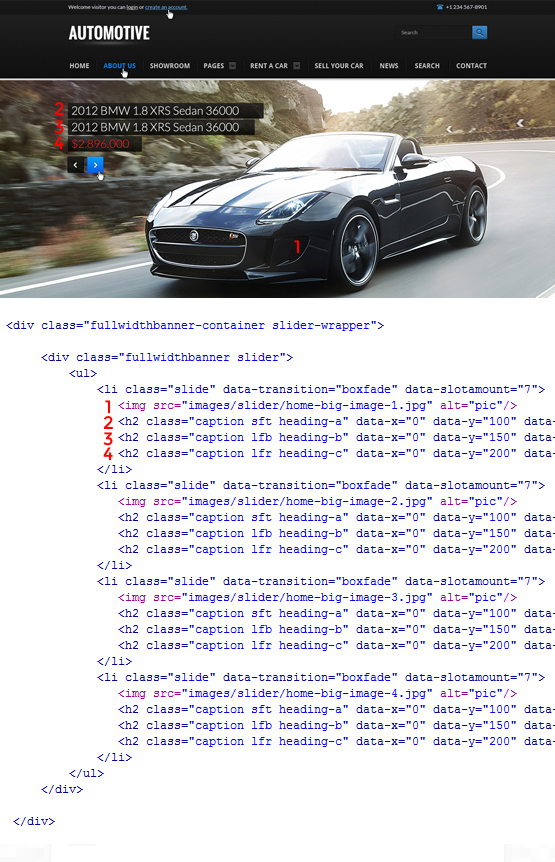 Welcome visitor you can login or create an account.
+1 234 567-8901
AUTOMOTIVE
Search
HOME ABOUT US SHOWROOM PAGES RENT A CAR SELL YOUR CAR NEWS SEARCH CONTACT
2 2012 BMW 1.8 XRS Sedan 36000
3 2012 BMW 1.8 XRS Sedan 36000
4 $2.896.000
1
<div class="fullwidthbanner-container slider-wrapper">
<div class="fullwidthbanner slider">
<ul>
<li class="slide" data-transition="boxfade" data-slotamount="7">
1 <img src="images/slider/home-big-image-1.jpg" alt="pic"/>
2 <h2 class="caption sft heading-a" data-x="0" data-y="100" data-
3 <h2 class="caption lfb heading-b" data-x="0" data-y="150" data-
4 <h2 class="caption lfr heading-c" data-x="0" data-y="200" data-
</li>
<li class="slide" data-transition="boxfade" data-slotamount="7">
<img src="images/slider/home-big-image-2.jpg" alt="pic"/>
<h2 class="caption sft heading-a" data-x="0" data-y="100" data-
<h2 class="caption lfb heading-b" data-x="0" data-y="150" data-
<h2 class="caption lfr heading-c" data-x="0" data-y="200" data-
</li>
<li class="slide" data-transition="boxfade" data-slotamount="7">
<img src="images/slider/home-big-image-3.jpg" alt="pic"/>
<h2 class="caption sft heading-a" data-x="0" data-y="100" data-
<h2 class="caption lfb heading-b" data-x="0" data-y="150" data-
<h2 class="caption lfr heading-c" data-x="0" data-y="200" data-
</li>
<li class="slide" data-transition="boxfade" data-slotamount="7">
<img src="images/slider/home-big-image-4.jpg" alt="pic"/>
<h2 class="caption sft heading-a" data-x="0" data-y="100" data-
<h2 class="caption lfb heading-b" data-x="0" data-y="150" data-
<h2 class="caption lfr heading-c" data-x="0" data-y="200" data-
</li>
</ul>
</div>
</div>